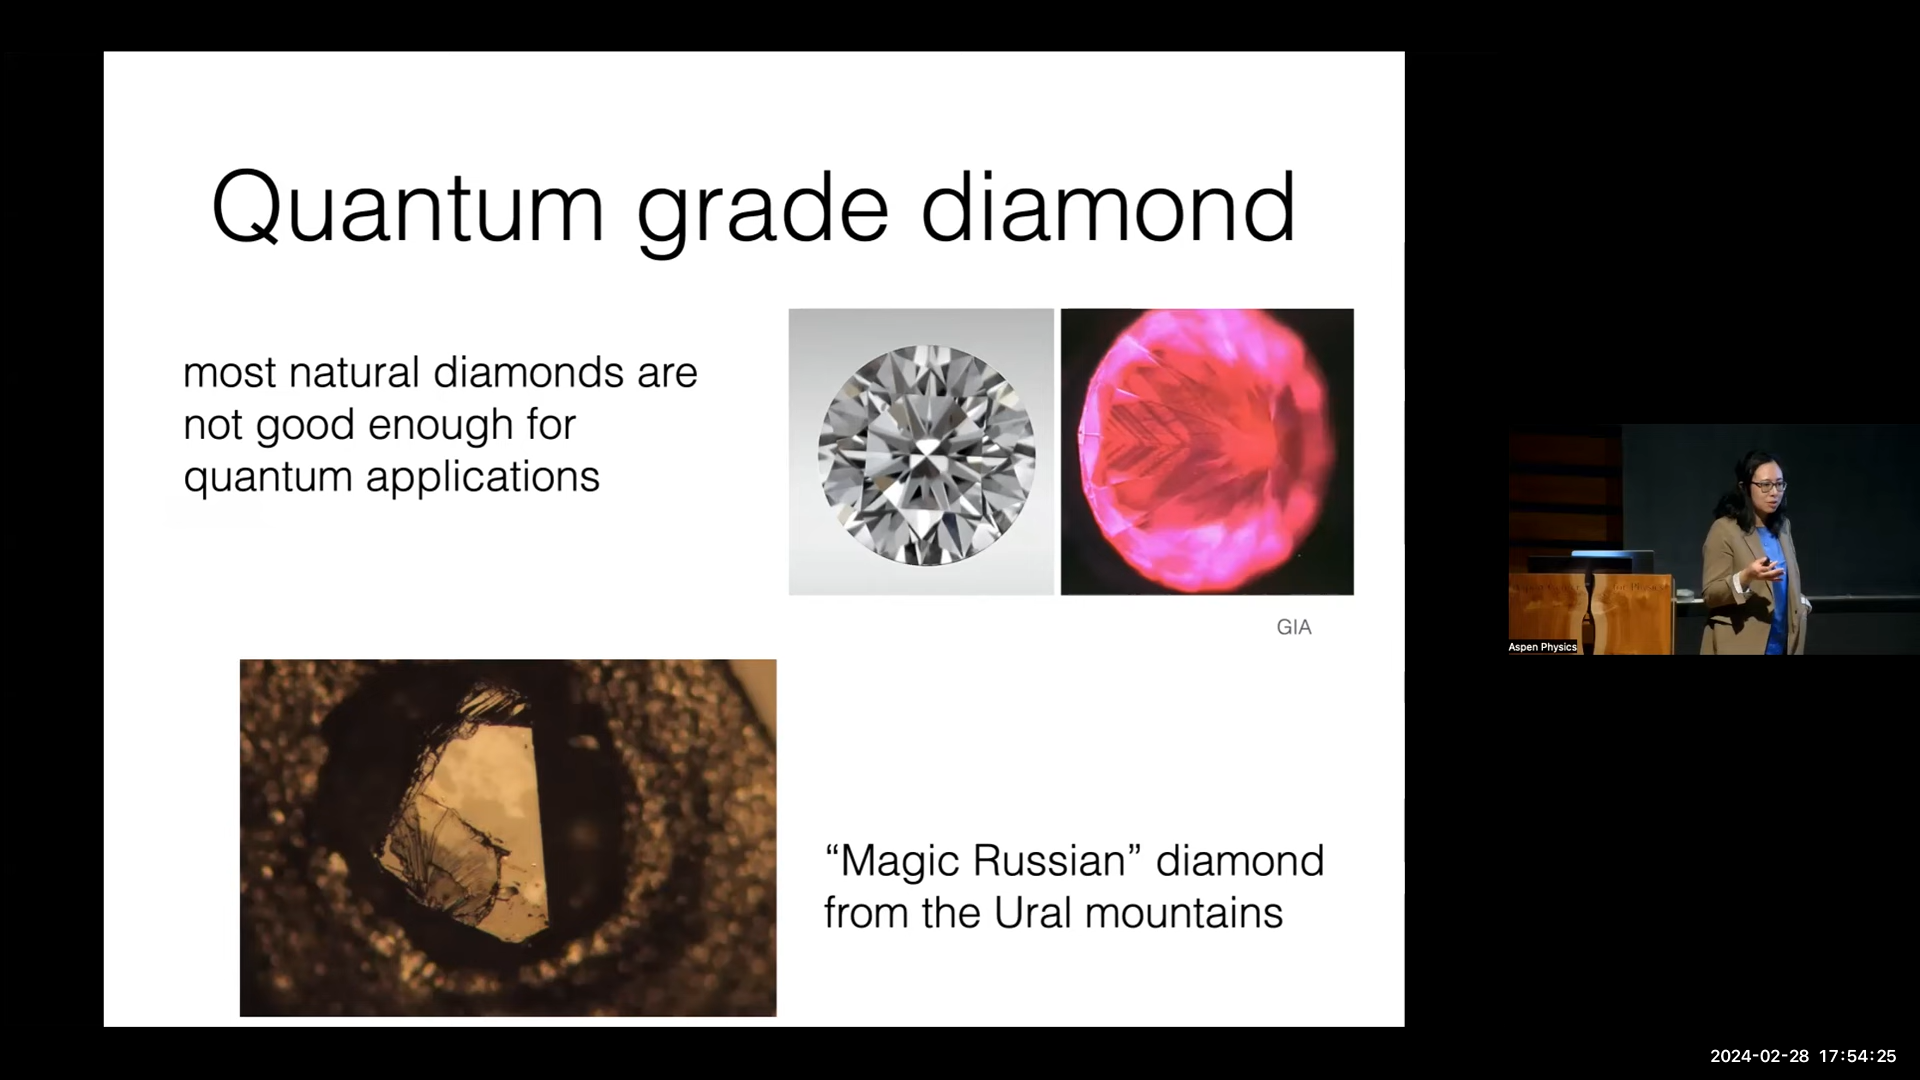 Quantum grade diamond
most natural diamonds are
not good enough for
quantum applications
GIA
“Magic Russian” diamond
from the Ural mountains
Aspen Physics
2024-02-28 17:54:25